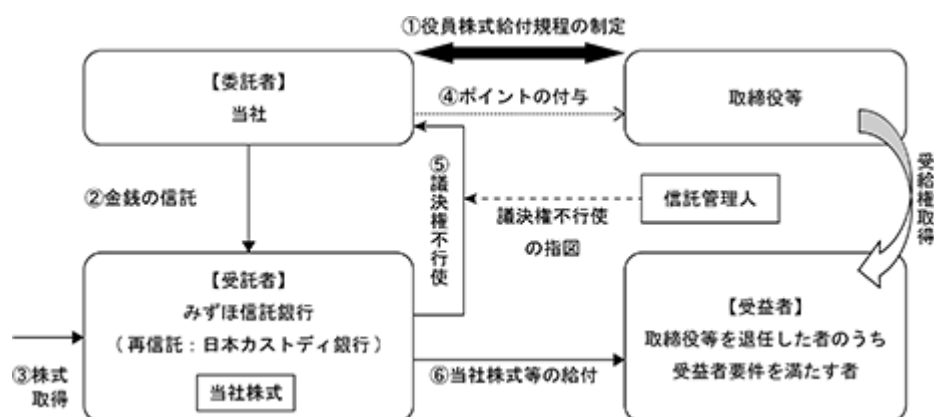 ①役員株式給付規程の制定
【委託者】
当社
④ポイントの付与
取締役等
②金銭の信託
⑤議決権不行使
議決権不行使
の指図
信託管理人
受給権取得
【受託者】
みずほ信託銀行
(再信託:日本カストディ銀行)
当社株式
③株式
取得
⑥当社株式等の給付
【受益者】
取締役等を退任した者のうち
受益者要件を満たす者